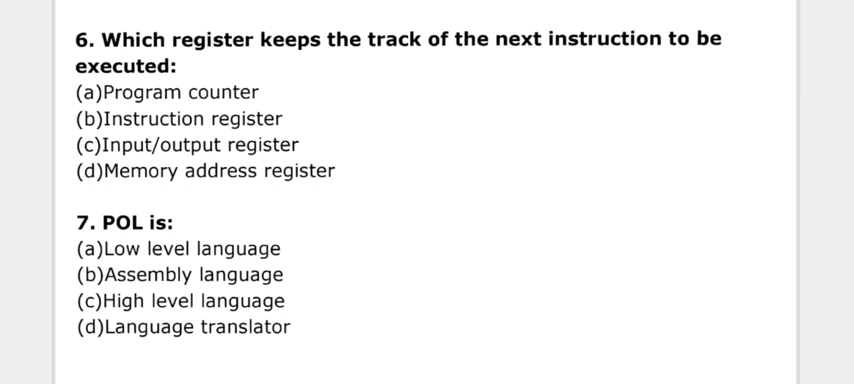 6. Which register keeps the track of the next instruction to be
executed:
(a)Program counter
(b)Instruction register
(c)Input/output register
(d)Memory address register
7. POL is:
(a)Low level language
(b)Assembly language
(c)High level language
(d)Language translator